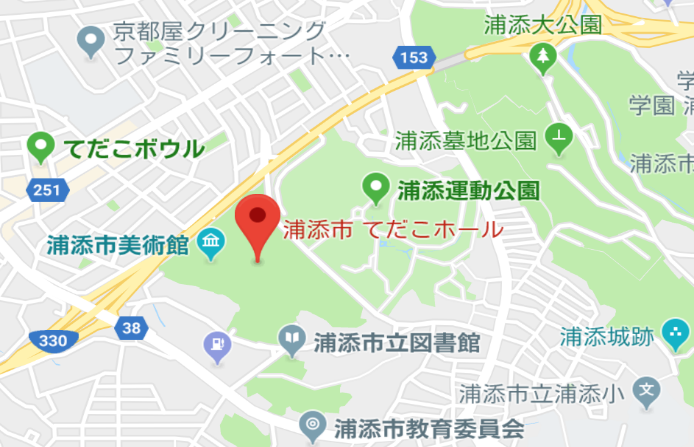 京都屋クリーニング
ファミリーフォート…
浦添大公園
153
学
学園 浦
浦添墓地公園
てだこボウル
浦添市
251
浦添運動公園
浦添市 てだこホール
浦添市美術館
330
38
浦添市立図書館
浦添城跡
浦添市立浦添小
文
浦添市教育委員会